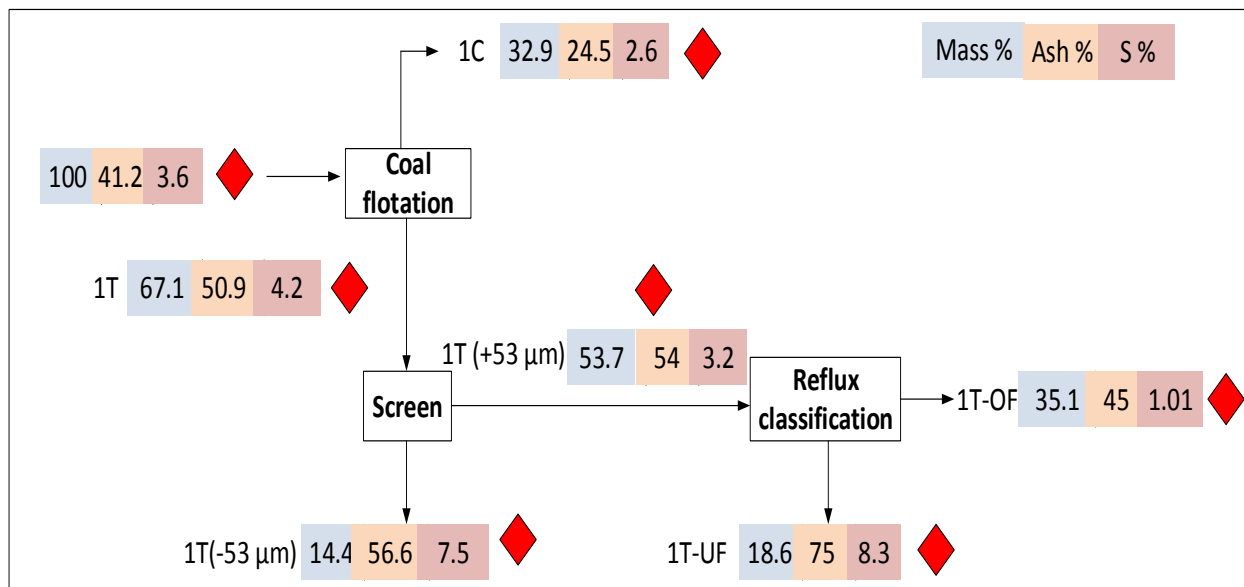 1C 32.9 24.5 2.6
Mass % Ash % S %
100 41.2 3.6
Coal
flotation
1T 67.1 50.9 4.2
1T (+53 µm) 53.7 54 3.2
Screen
Reflux
classification
1T-OF 35.1 45 1.01
1T(-53 µm) 14.4 56.6 7.5
1T-UF 18.6 75 8.3